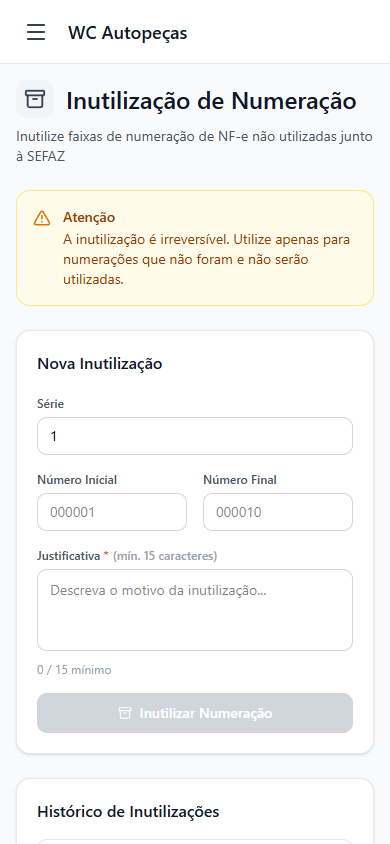 WC Autopeças
Inutilização de Numeração
Inutilize faixas de numeração de NF-e não utilizadas junto
à SEFAZ
Atenção
A inutilização é irreversível. Utilize apenas para
numerações que não foram e não serão
utilizadas.
Nova Inutilização
Série
1
Número Inicial Número Final
000001 000010
Justificativa * (mín. 15 caracteres)
Descreva o motivo da inutilização...
0 / 15 mínimo
Inutilizar Numeração
Histórico de Inutilizações